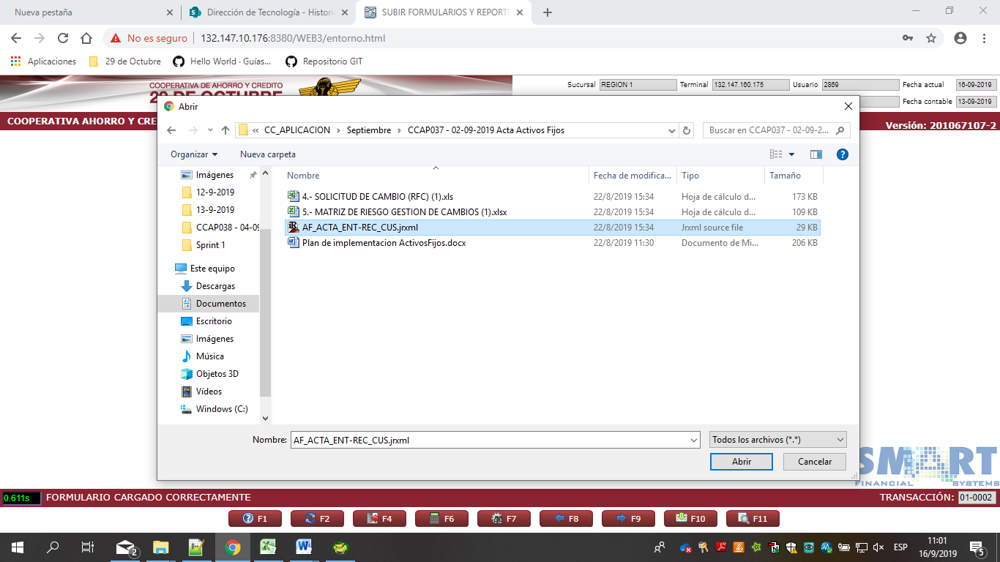 Nueva pestaña
Dirección de Tecnología - Histori
SUBIR FORMULARIOS Y REPORTE
No es seguro
132.147.10.176:8380/WEB3/entorno.html
Aplicaciones
29 de Octubre
Hello World · Guías...
Repositorio GIT
COOPERATIVA DE AHORRO Y CREDITO
29 DE OCTUBRE
Sucursal REGION 1 Terminal 132.147.160.175 Usuario 2869 Fecha actual 16-09-2019
Fecha contable 13-09-2019
COOPERATIVA AHORRO Y CRE
Versión: 201067107-2
Abrir
« CC_APLICACION › Septiembre › CCAP037 - 02-09-2019 Acta Activos Fijos
Buscar en CCAP037 - 02-09-2...
Organizar
Nueva carpeta
Imágenes
12-9-2019
13-9-2019
CCAP038 - 04-09
Sprint 1
Este equipo
Descargas
Documentos
Escritorio
Imágenes
Música
Objetos 3D
Vídeos
Windows (C:)
Nombre Fecha de modifica... Tipo Tamaño
4.- SOLICITUD DE CAMBIO (RFC) (1).xls 22/8/2019 15:34 Hoja de cálculo d... 173 KB
5.- MATRIZ DE RIESGO GESTION DE CAMBIOS (1).xlsx 22/8/2019 15:34 Hoja de cálculo d... 109 KB
AF_ACTA_ENT-REC_CUS.jrxml 22/8/2019 15:34 Jrxml source file 29 KB
Plan de implementacion ActivosFijos.docx 22/8/2019 11:30 Documento de Mi... 206 KB
Nombre: AF_ACTA_ENT-REC_CUS.jrxml
Todos los archivos (*.*)
Abrir
Cancelar
SMART
FINANCIAL SYSTEMS
0.611s FORMULARIO CARGADO CORRECTAMENTE
TRANSACCIÓN: 01-0002
F1
F2
F4
F6
F7
F8
F9
F10
F11
2
ESP
11:01
16/9/2019
5